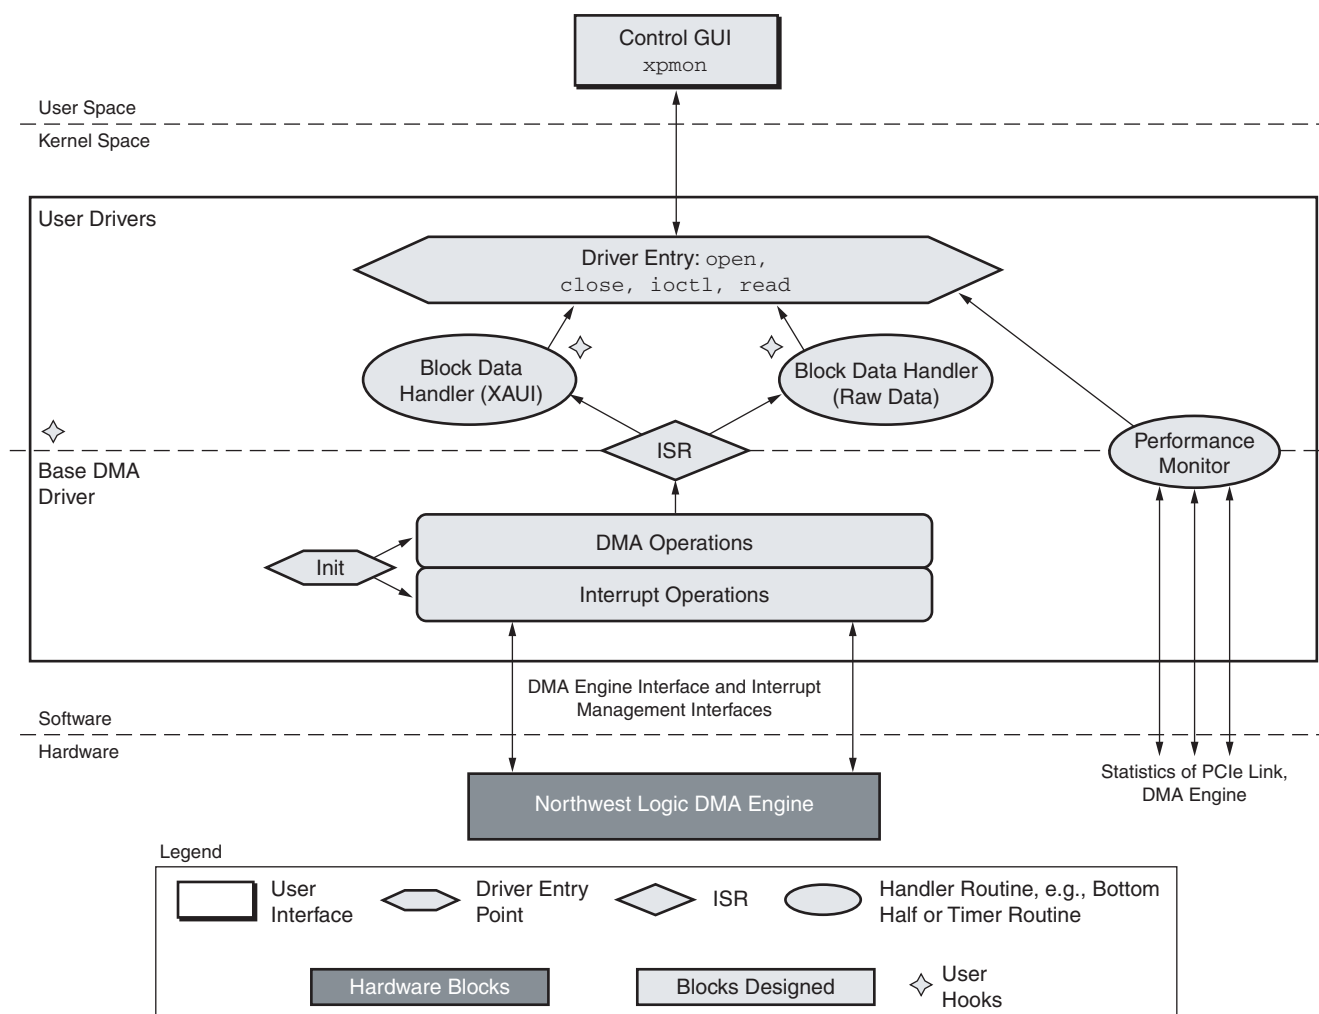 Control GUI
xpmon
User Space
Kernel Space
User Drivers
Driver Entry: open,
close, ioctl, read
Block Data
Handler (XAUI)
Block Data Handler
(Raw Data)
ISR
Performance
Monitor
Base DMA
Driver
DMA Operations
Init
Interrupt Operations
DMA Engine Interface and Interrupt
Management Interfaces
Software
Hardware
Statistics of PCIe Link,
DMA Engine
Northwest Logic DMA Engine
Legend
User
Interface
Driver Entry
Point
ISR
Handler Routine, e.g., Bottom
Half or Timer Routine
Hardware Blocks
Blocks Designed
User
Hooks